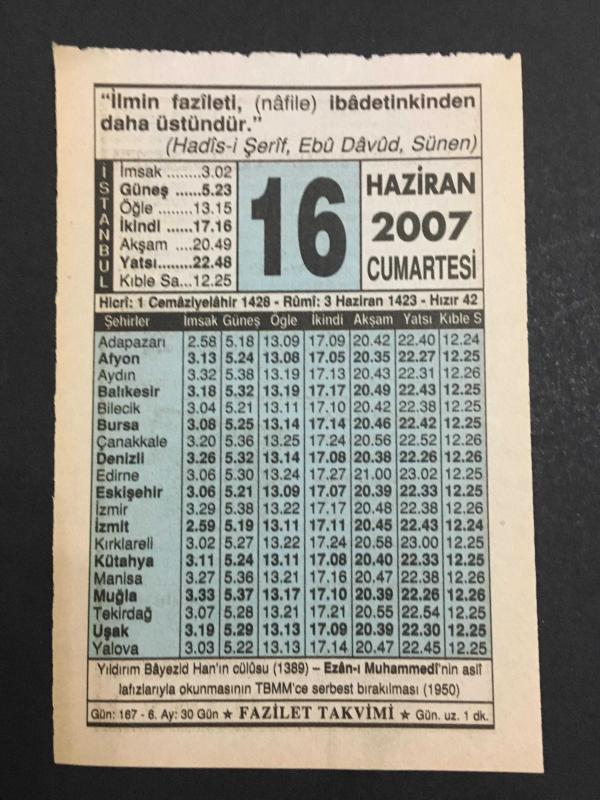 “İlmin fazîleti, (nâfile) ibâdetinkinden
daha üstündür.”
(Hadîs-i Şerîf, Ebû Dâvûd, Sünen)
İSTANBUL
İmsak ........3.02
Güneş ......5.23
Öğle ........13.15
İkindi ......17.16
Akşam ....20.49
Yatsı........22.48
Kıble Sa...12.25
16
HAZİRAN
2007
CUMARTESİ
Hicrî: 1 Cemâziyelâhir 1428 - Rûmî: 3 Haziran 1423 - Hızır 42
Şehirler İmsak Güneş Öğle İkindi Akşam Yatsı Kıble S
Adapazarı 2.58 5.18 13.09 17.09 20.42 22.40 12.24
Afyon 3.13 5.24 13.08 17.05 20.35 22.27 12.25
Aydın 3.32 5.38 13.19 17.13 20.43 22.31 12.26
Balıkesir 3.18 5.32 13.19 17.17 20.49 22.43 12.25
Bilecik 3.04 5.21 13.11 17.10 20.42 22.38 12.25
Bursa 3.08 5.25 13.14 17.14 20.46 22.42 12.25
Çanakkale 3.20 5.36 13.25 17.24 20.56 22.52 12.26
Denizli 3.26 5.32 13.14 17.08 20.38 22.26 12.26
Edirne 3.06 5.30 13.24 17.27 21.00 23.02 12.25
Eskişehir 3.06 5.21 13.09 17.07 20.39 22.33 12.25
İzmir 3.29 5.38 13.22 17.17 20.48 22.38 12.26
İzmit 2.59 5.19 13.11 17.11 20.45 22.43 12.24
Kırklareli 3.02 5.27 13.22 17.24 20.58 23.00 12.25
Kütahya 3.11 5.24 13.11 17.08 20.40 22.33 12.25
Manisa 3.27 5.36 13.21 17.16 20.47 22.38 12.26
Muğla 3.33 5.37 13.17 17.10 20.39 22.26 12.26
Tekirdağ 3.07 5.28 13.21 17.21 20.55 22.54 12.25
Uşak 3.19 5.29 13.13 17.09 20.39 22.30 12.25
Yalova 3.03 5.22 13.13 17.14 20.47 22.45 12.25
Yıldırım Bâyezid Han'ın cülûsu (1389) – Ezân-ı Muhammedî'nin aslî
lafızlarıyla okunmasının TBMM'ce serbest bırakılması (1950)
Gün: 167 - 6. Ay: 30 Gün ★ FAZİLET TAKVİMİ ★ Gün. uz. 1 dk.